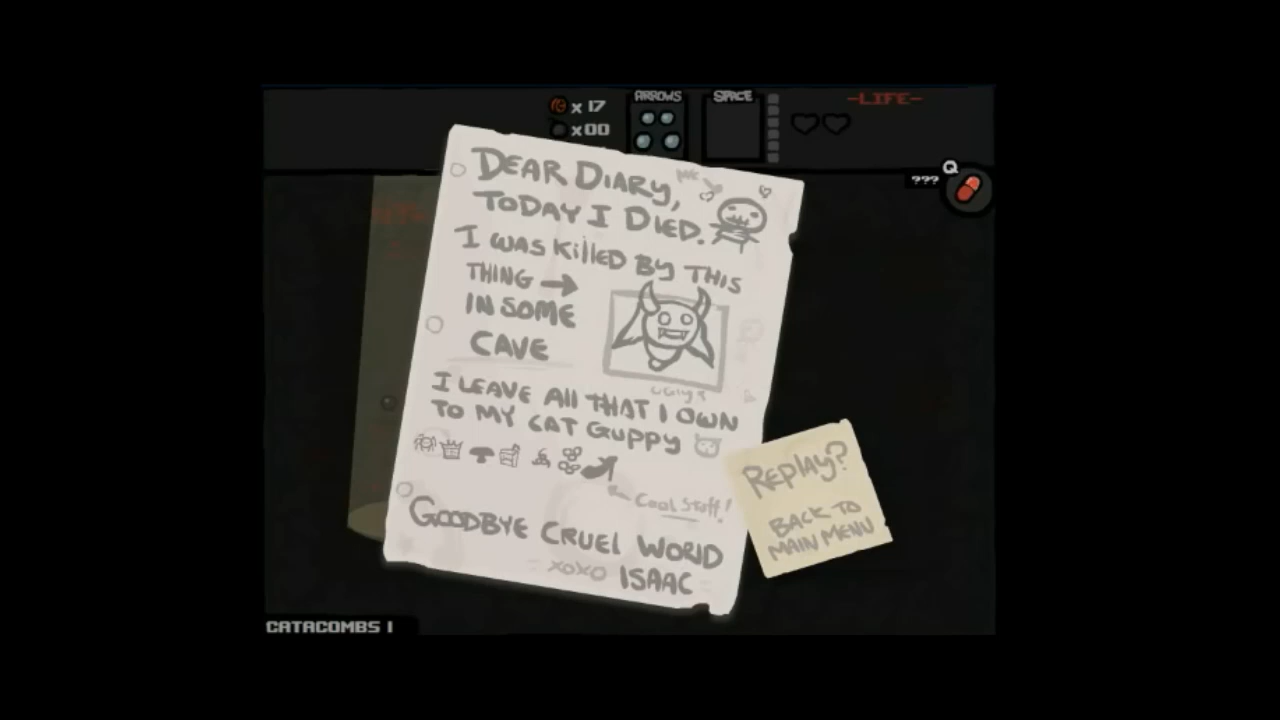 ARROWS
SPACE
-LIFE-
x 17
x00
Q
???
DEAR DIARY,
TODAY I DIED.
I WAS KILLED BY THIS
THING
IN SOME
CAVE
I LEAVE ALL THAT I OWN
TO MY CAT GUPPY
COOL STUFF!
GOODBYE CRUEL WORLD
XOXO ISAAC
REPLAY?
BACK TO
MAIN MENU
CATACOMBS I